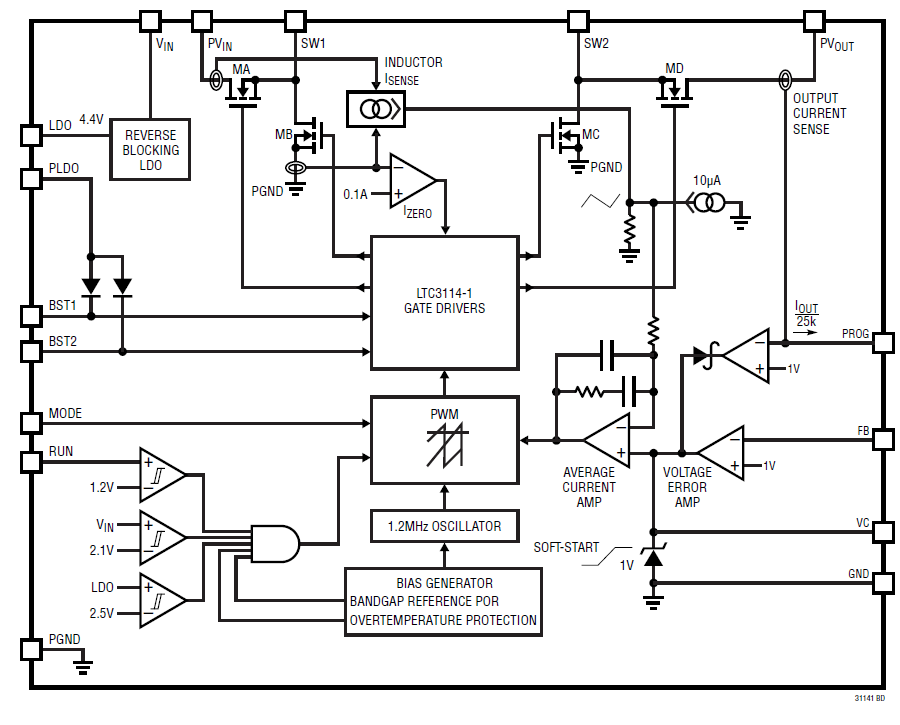 VIN
PVIN
SW1
SW2
PVOUT
MA
INDUCTOR
ISENSE
MD
LDO
4.4V
REVERSE
BLOCKING
LDO
OUTPUT
CURRENT
SENSE
MB
MC
PLDO
PGND
0.1A
IZERO
PGND
10µA
LTC3114-1
GATE DRIVERS
BST1
BST2
IOUT
25k
PROG
1V
MODE
PWM
RUN
1.2V
AVERAGE
CURRENT
AMP
VOLTAGE
ERROR
AMP
FB
1V
VIN
2.1V
1.2MHz OSCILLATOR
VC
SOFT-START
1V
GND
LDO
2.5V
BIAS GENERATOR
BANDGAP REFERENCE POR
OVERTEMPERATURE PROTECTION
PGND
31141 BD